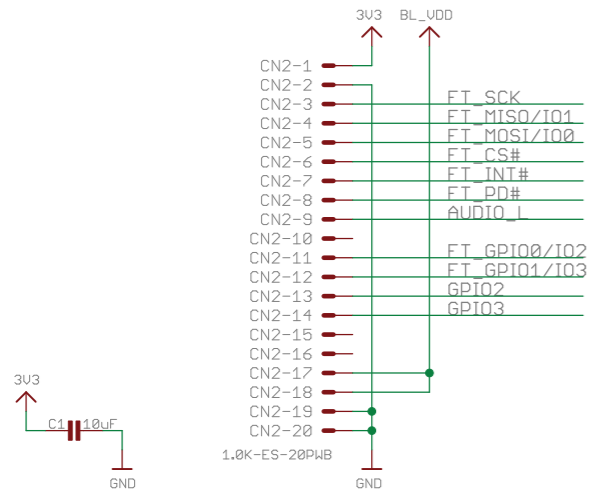 3V3 BL_VDD
CN2-1
CN2-2
CN2-3 FT_SCK
CN2-4 FT_MISO/IO1
CN2-5 FT_MOSI/IO0
CN2-6 FT_CS#
CN2-7 FT_INT#
CN2-8 FT_PD#
CN2-9 AUDIO_L
CN2-10
CN2-11 FT_GPIO0/IO2
CN2-12 FT_GPIO1/IO3
CN2-13 GPIO2
CN2-14 GPIO3
CN2-15
CN2-16
CN2-17
CN2-18
CN2-19
CN2-20
1.0K-ES-20PWB
GND
3V3
C1 10uF
GND